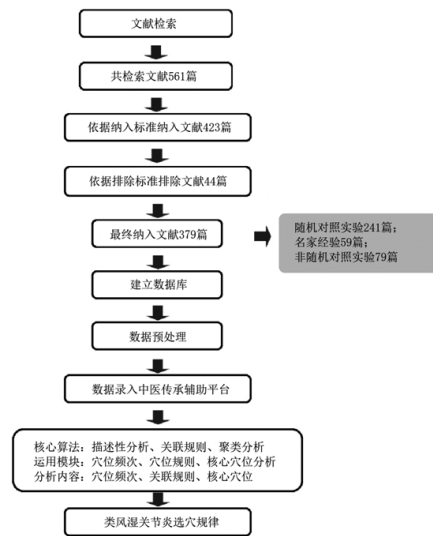 文献检索
共检索文献561篇
依据纳入标准纳入文献423篇
依据排除标准排除文献44篇
最终纳入文献379篇
随机对照实验241篇；
名家经验59篇；
非随机对照实验79篇
建立数据库
数据预处理
数据录入中医传承辅助平台
核心算法：描述性分析、关联规则、聚类分析
运用模块：穴位频次、穴位规则、核心穴位分析
分析内容：穴位频次、关联规则、核心穴位
类风湿关节炎选穴规律